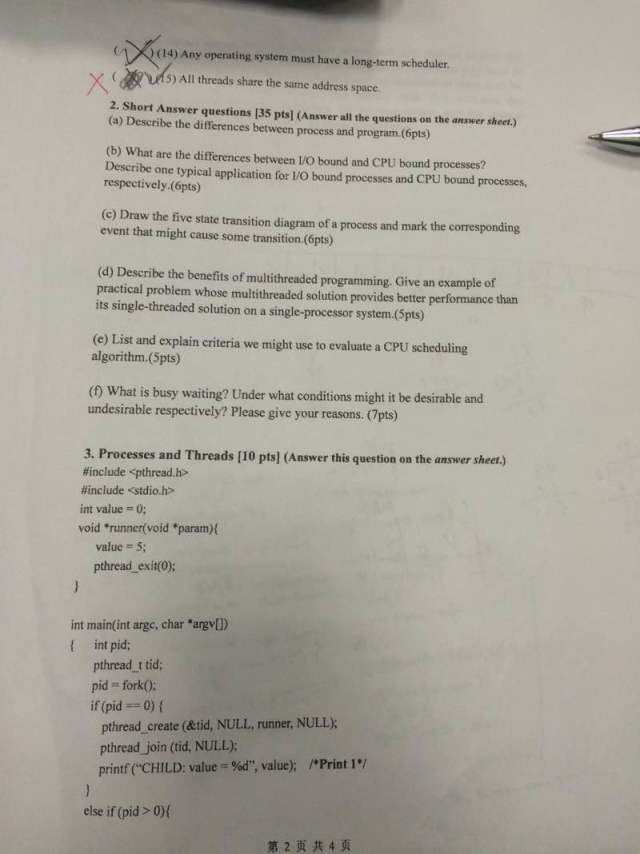 ( ) (14) Any operating system must have a long-term scheduler.
X ( ) (15) All threads share the same address space.
2. Short Answer questions [35 pts] (Answer all the questions on the answer sheet.)
(a) Describe the differences between process and program.(6pts)
(b) What are the differences between I/O bound and CPU bound processes?
Describe one typical application for I/O bound processes and CPU bound processes,
respectively.(6pts)
(c) Draw the five state transition diagram of a process and mark the corresponding
event that might cause some transition.(6pts)
(d) Describe the benefits of multithreaded programming. Give an example of
practical problem whose multithreaded solution provides better performance than
its single-threaded solution on a single-processor system.(5pts)
(e) List and explain criteria we might use to evaluate a CPU scheduling
algorithm.(5pts)
(f) What is busy waiting? Under what conditions might it be desirable and
undesirable respectively? Please give your reasons. (7pts)
3. Processes and Threads [10 pts] (Answer this question on the answer sheet.)
#include <pthread.h>
#include <stdio.h>
int value = 0;
void *runner(void *param){
value = 5;
pthread_exit(0);
}
int main(int argc, char *argv[])
{ int pid;
pthread_t tid;
pid = fork();
if (pid == 0) {
pthread_create (&tid, NULL, runner, NULL);
pthread_join (tid, NULL);
printf (“CHILD: value = %d”, value); /*Print 1*/
}
else if (pid > 0){
第 2 页 共 4 页